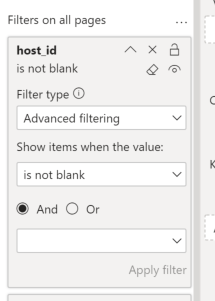 Filters on all pages ...
host_id
is not blank
Filter type
Advanced filtering
Show items when the value:
is not blank
And Or
Apply filter